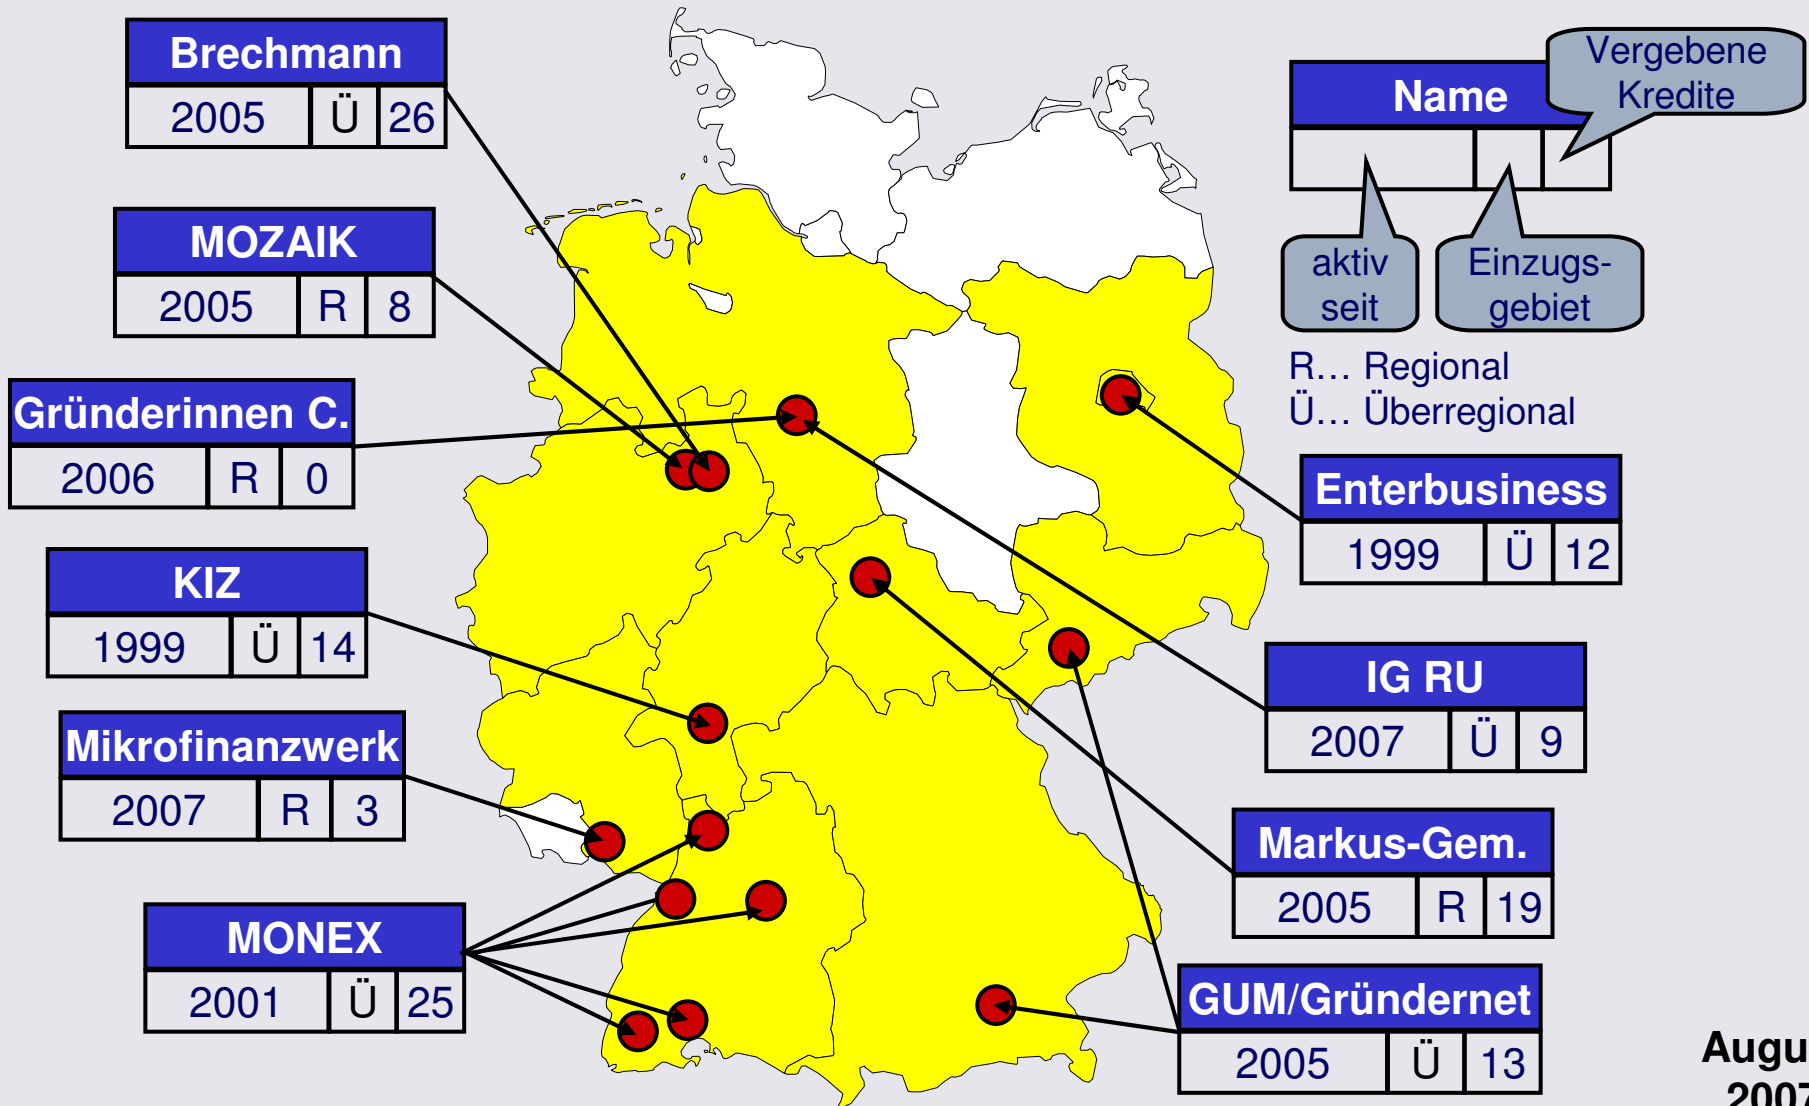 Brechmann
2005 Ü 26
MOZAIK
2005 R 8
Gründerinnen C.
2006 R 0
KIZ
1999 Ü 14
Mikrofinanzwerk
2007 R 3
MONEX
2001 Ü 25
Name
Vergebene
Kredite
aktiv
seit
Einzugs-
gebiet
R... Regional
Ü... Überregional
Enterbusiness
1999 Ü 12
IG RU
2007 Ü 9
Markus-Gem.
2005 R 19
GUM/Gründernet
2005 Ü 13
Augu
2007